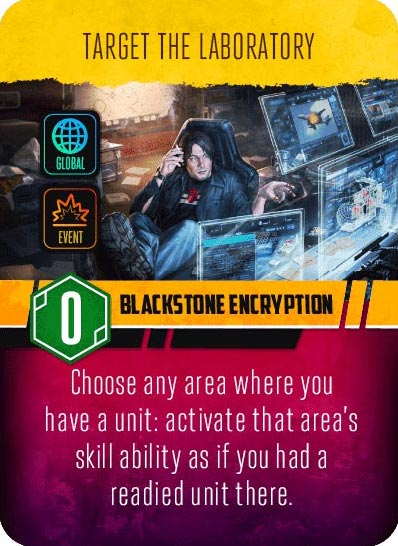 TARGET THE LABORATORY
GLOBAL
EVENT
0
BLACKSTONE ENCRYPTION
Choose any area where you
have a unit: activate that area's
skill ability as if you had a
readied unit there.